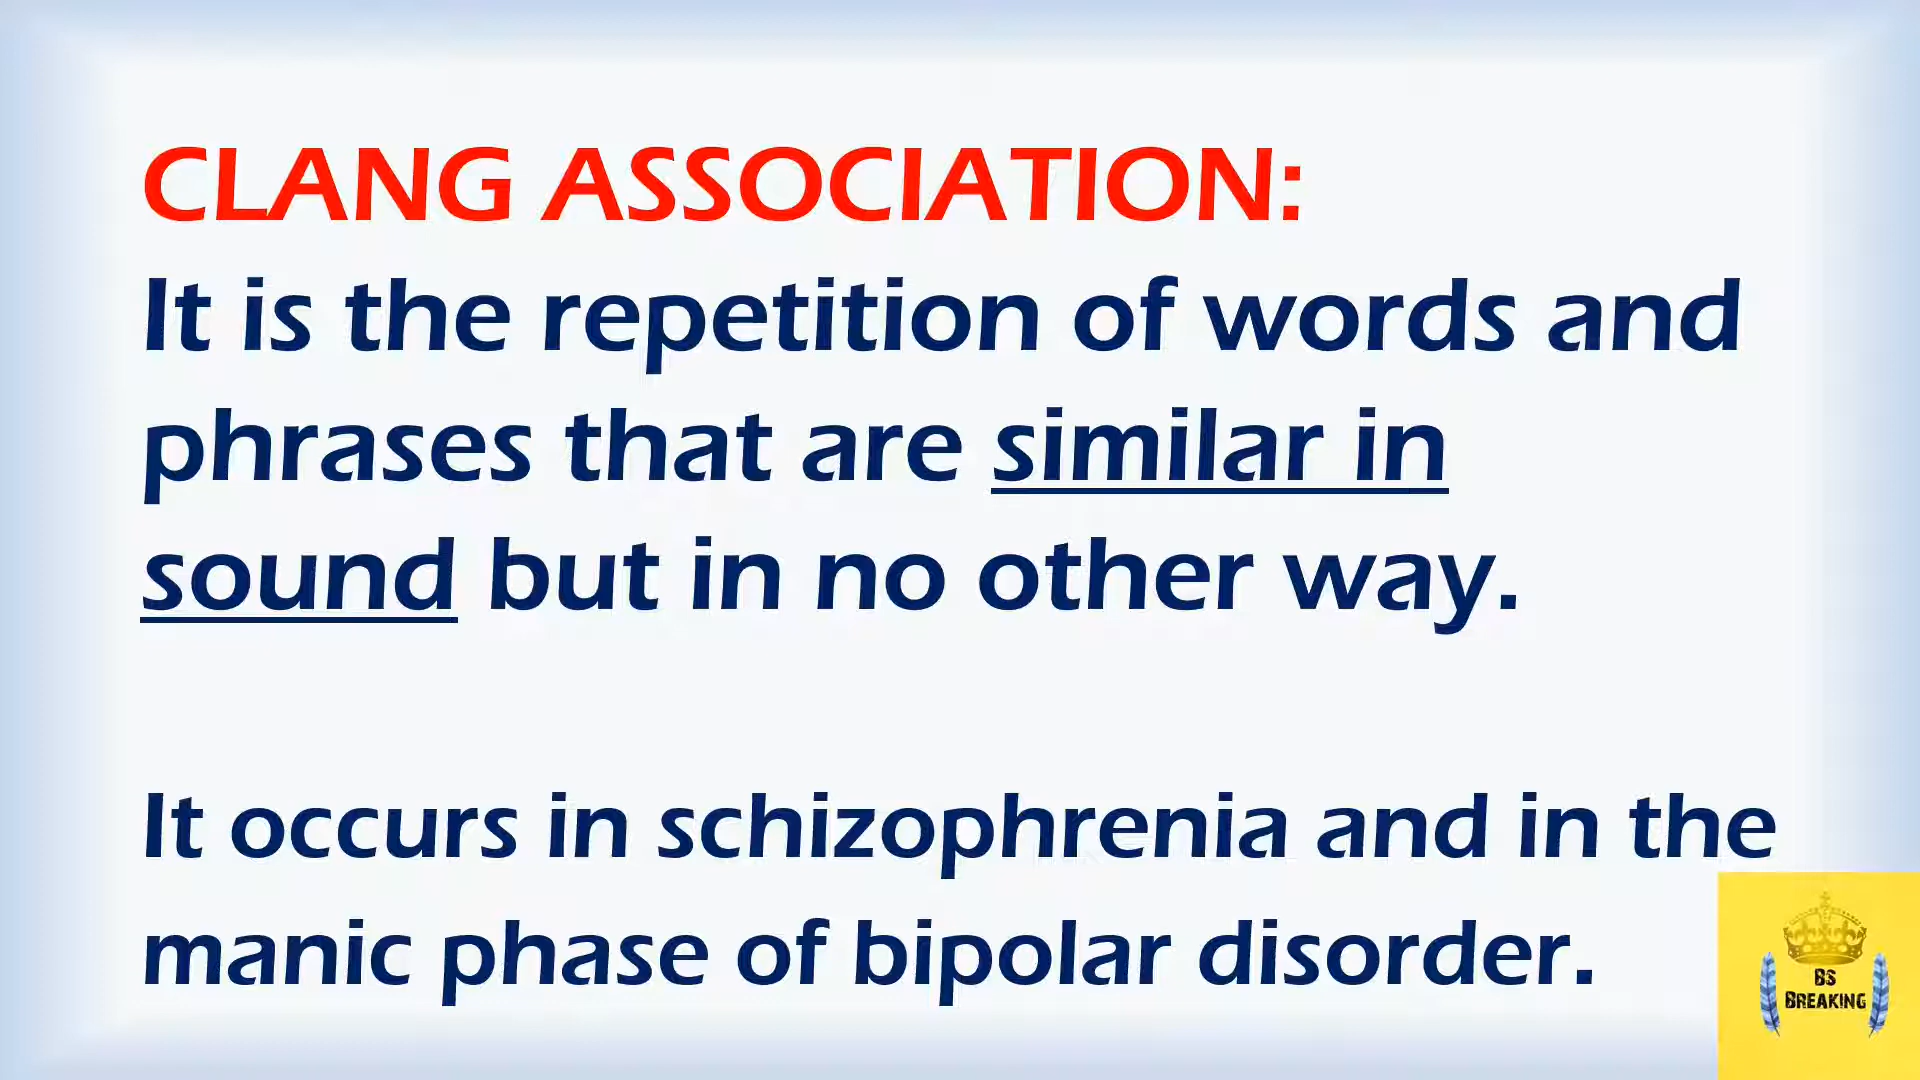 CLANG ASSOCIATION:
It is the repetition of words and
phrases that are similar in
sound but in no other way.
It occurs in schizophrenia and in the
manic phase of bipolar disorder.
BS
BREAKING